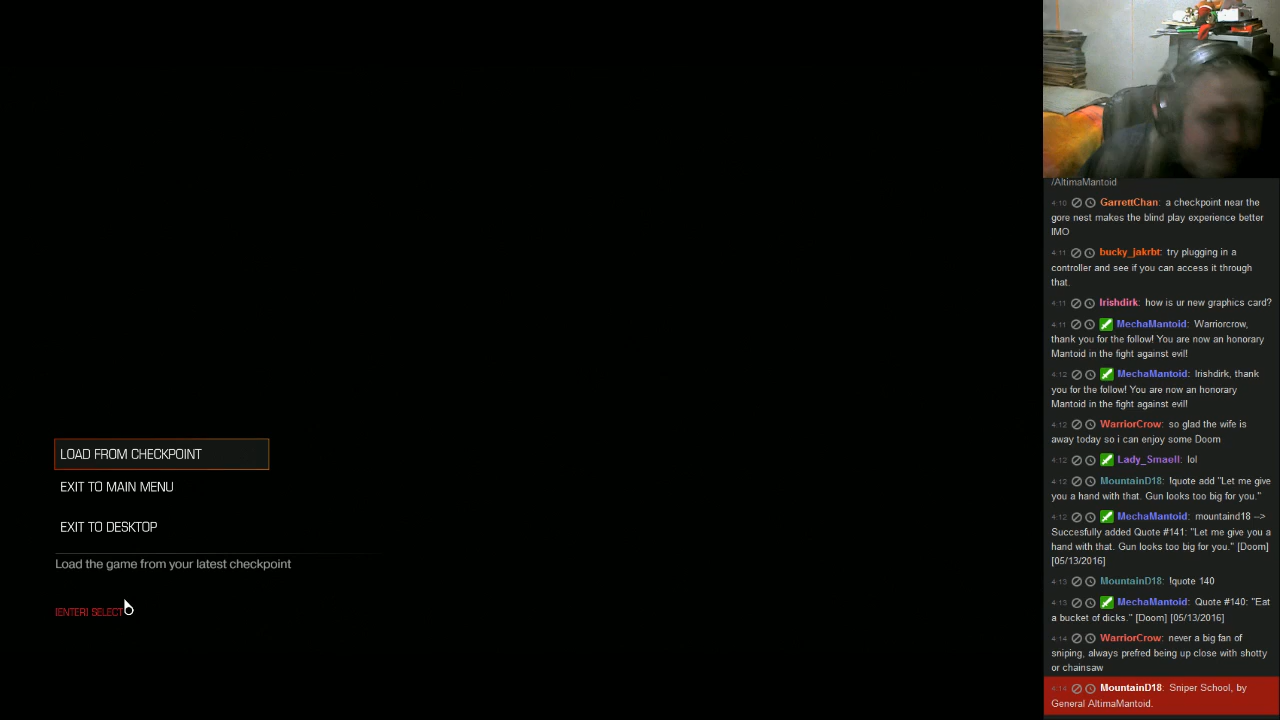 LOAD FROM CHECKPOINT
EXIT TO MAIN MENU
EXIT TO DESKTOP
Load the game from your latest checkpoint
[ENTER] SELECT
/AltimaMantoid
4:10 GarrettChan: a checkpoint near the
gore nest makes the blind play experience better
IMO
4:11 bucky_jakrbt: try plugging in a
controller and see if you can access it through
that.
4:11 Irishdirk: how is ur new graphics card?
4:11 MechaMantoid: Warriorcrow,
thank you for the follow! You are now an honorary
Mantoid in the fight against evil!
4:12 MechaMantoid: Irishdirk, thank
you for the follow! You are now an honorary
Mantoid in the fight against evil!
4:12 WarriorCrow: so glad the wife is
away today so i can enjoy some Doom
4:12 Lady_Smaell: lol
4:12 MountainD18: !quote add "Let me give
you a hand with that. Gun looks too big for you."
4:12 MechaMantoid: mountaind18 -->
Succesfully added Quote #141: "Let me give you a
hand with that. Gun looks too big for you." [Doom]
[05/13/2016]
4:13 MountainD18: !quote 140
4:13 MechaMantoid: Quote #140: "Eat
a bucket of dicks." [Doom] [05/13/2016]
4:14 WarriorCrow: never a big fan of
sniping, always prefred being up close with shotty
or chainsaw
4:14 MountainD18: Sniper School, by
General AltimaMantoid.